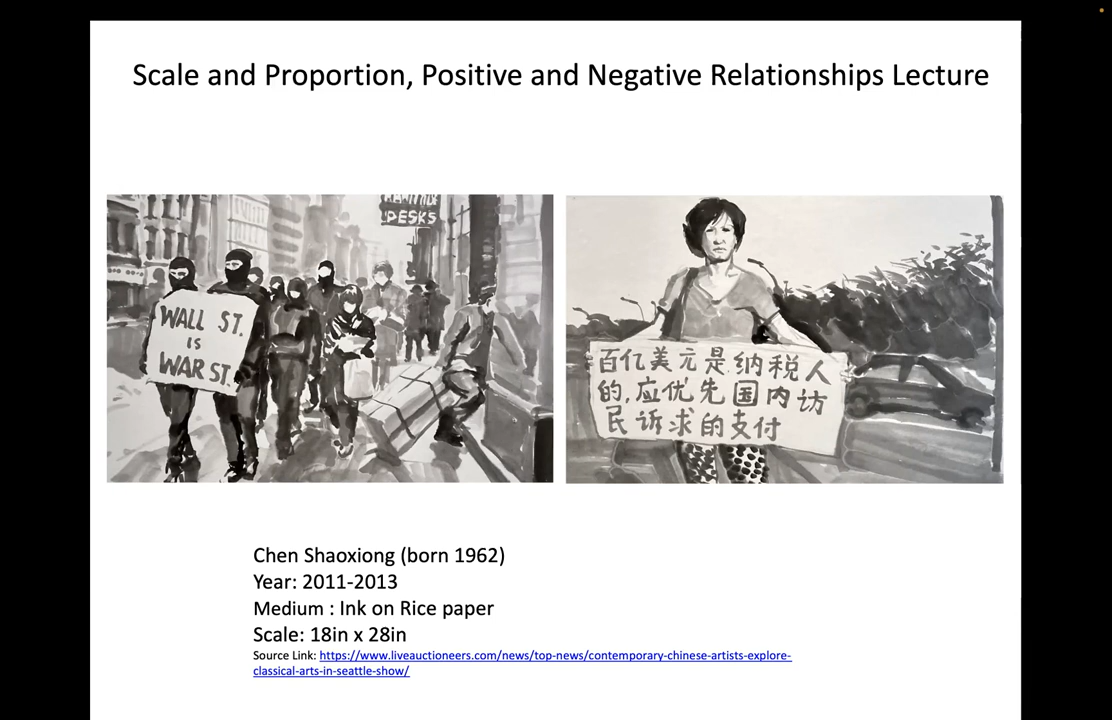 Scale and Proportion, Positive and Negative Relationships Lecture
DESKS
WALL ST.
IS
WAR ST.
百亿美元是纳税人
的,应优先国内访
民诉求的支付
Chen Shaoxiong (born 1962)
Year: 2011-2013
Medium : Ink on Rice paper
Scale: 18in x 28in
Source Link: https://www.liveauctioneers.com/news/top-news/contemporary-chinese-artists-explore-
classical-arts-in-seattle-show/